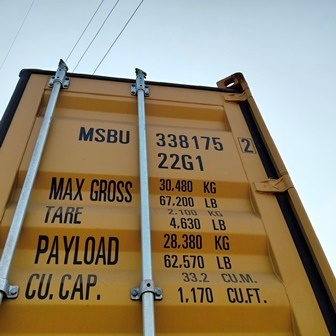 MSBU 338175 2
22G1
MAX GROSS 30.480 KG
67,200 LB
TARE 2.100 KG
4.630 LB
PAYLOAD 28,380 KG
62,570 LB
CU. CAP. 33.2 CU.M.
1,170 CU.FT.